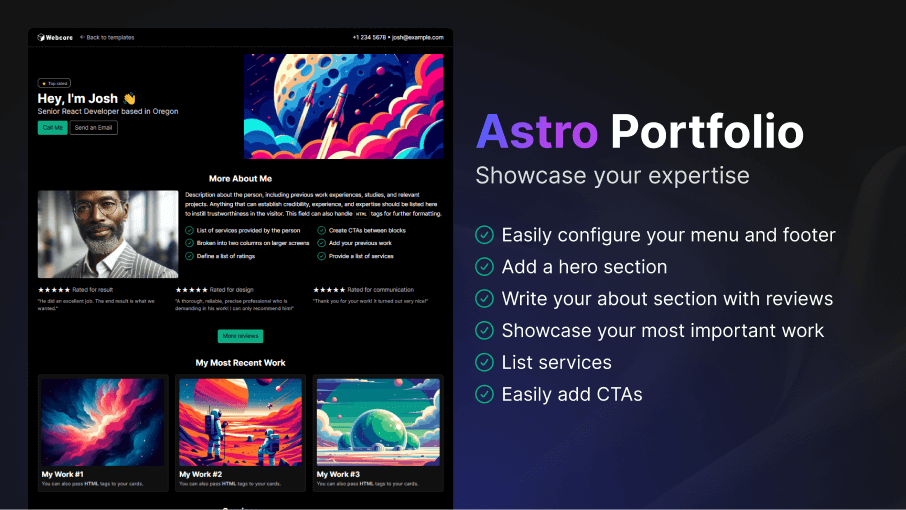 Webcore
← Back to templates
+1 234 5678 • josh@example.com
★ Top rated
Hey, I'm Josh 👋
Senior React Developer based in Oregon
Call Me
Send an Email
More About Me
Description about the person, including previous work experiences, studies, and relevant
projects. Anything that can establish credibility, experience, and expertise should be listed here
to instill trustworthiness in the visitor. This field can also handle HTML tags for further formatting.
List of services provided by the person
Create CTAs between blocks
Broken into two columns on larger screens
Add your previous work
Define a list of ratings
Provide a list of services
★★★★★ Rated for result
"He did an excellent job. The end result is what we
wanted."
★★★★★ Rated for design
"A thorough, reliable, precise professional who is
demanding in his work! I can only recommend him!"
★★★★★ Rated for communication
"Thank you for your work! It turned out very nice!"
More reviews
My Most Recent Work
My Work #1
You can also pass HTML tags to your cards.
My Work #2
You can also pass HTML tags to your cards.
My Work #3
You can also pass HTML tags to your cards.
Astro Portfolio
Showcase your expertise
Easily configure your menu and footer
Add a hero section
Write your about section with reviews
Showcase your most important work
List services
Easily add CTAs